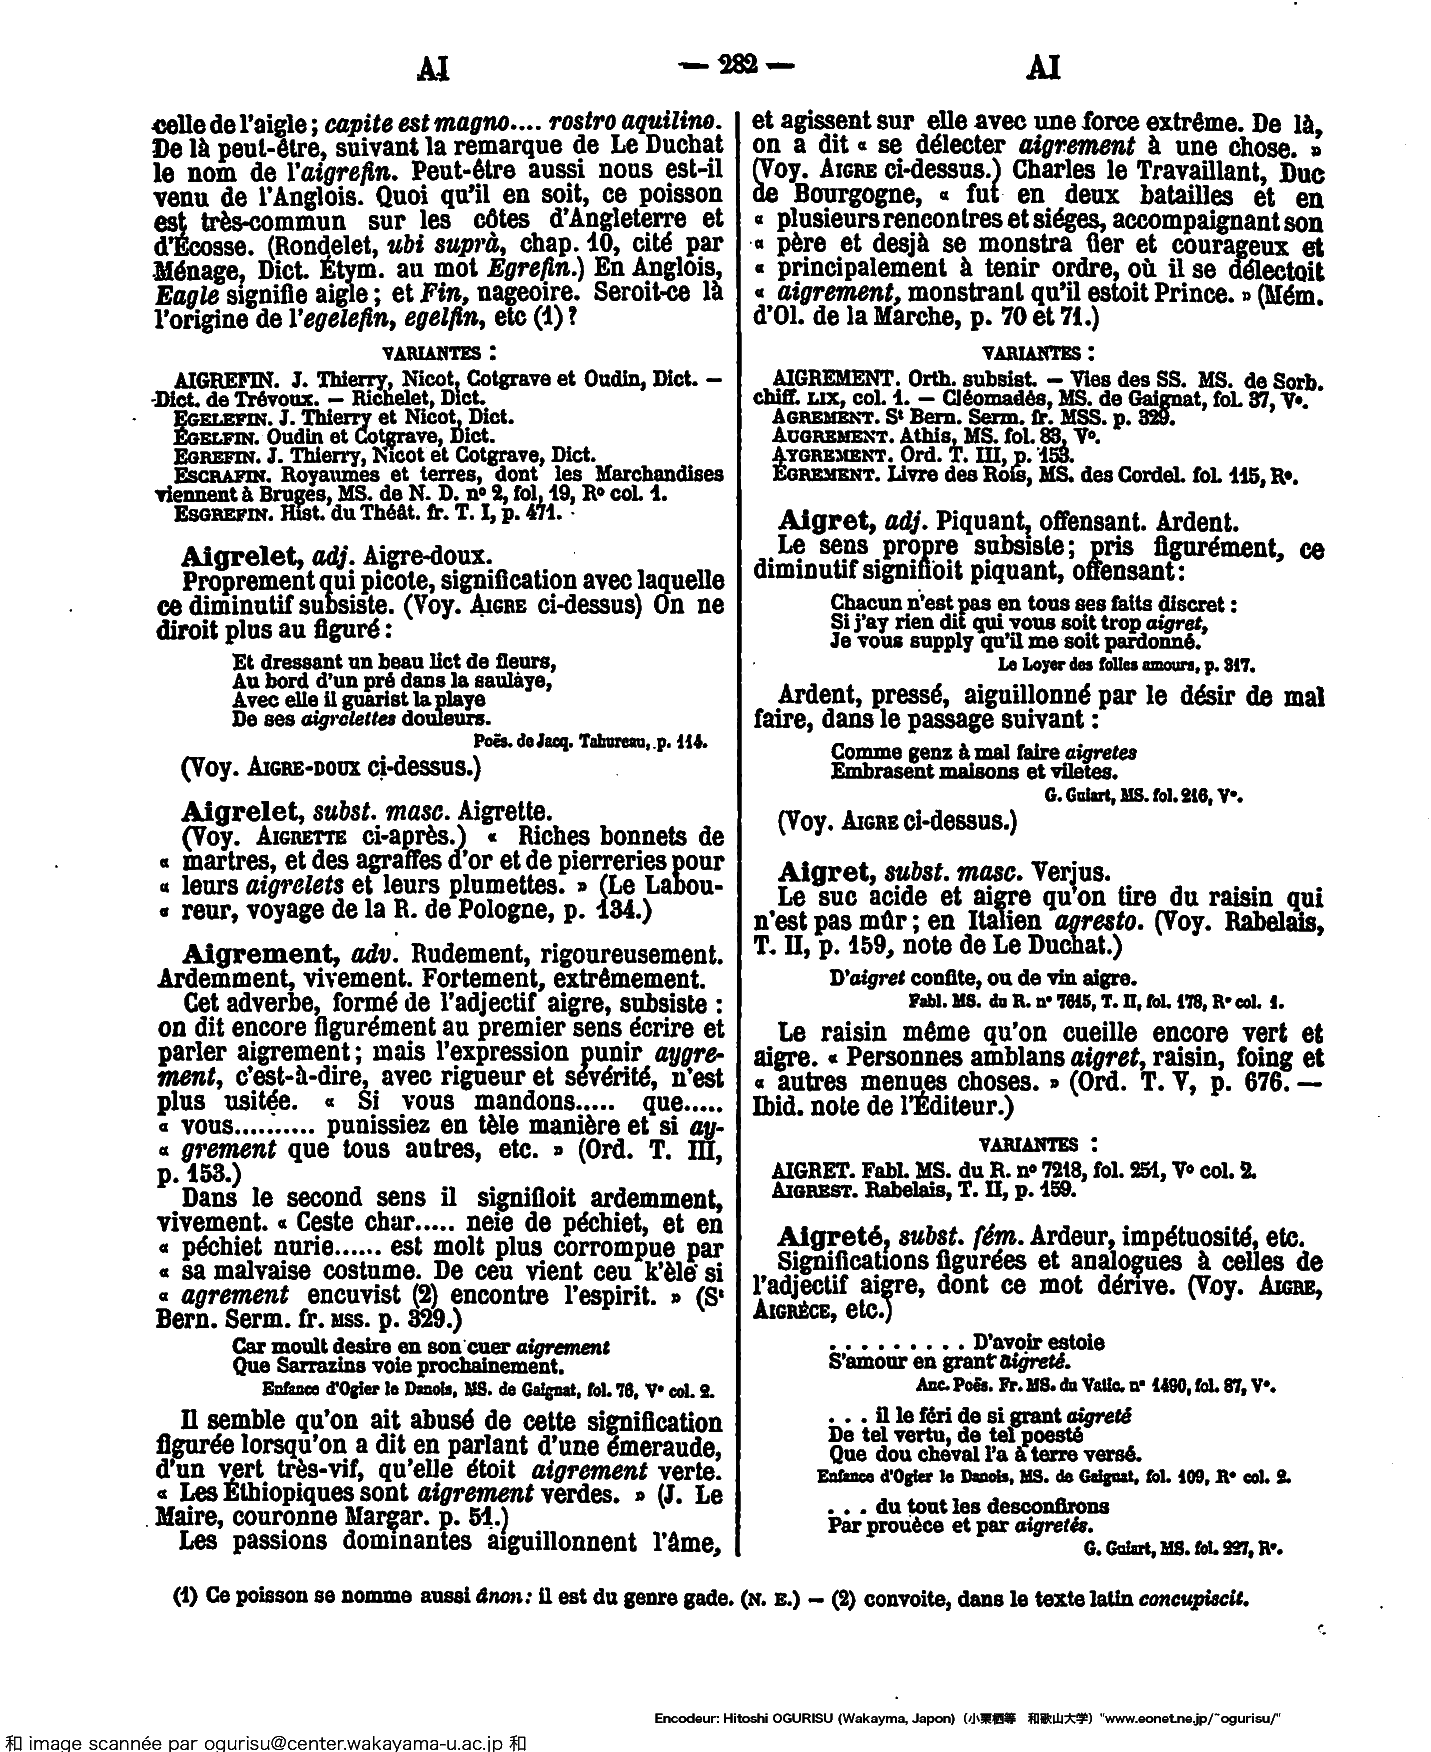 AI — 282 — AI
celle de l'aigle ; capite est magno.... rostro aquilino.
De là peut-être, suivant la remarque de Le Duchat
le nom de l'aigrefin. Peut-être aussi nous est-il
venu de l'Anglois. Quoi qu'il en soit, ce poisson
est très-commun sur les côtes d'Angleterre et
d'Écosse. (Rondelet, ubi suprà, chap. 10, cité par
Ménage, Dict. Étym. au mot Egrefin.) En Anglois,
Eagle signifie aigle ; et Fin, nageoire. Seroit-ce là
l'origine de l'egelefin, egelfin, etc (1) ?
VARIANTES :
AIGREFIN. J. Thierry, Nicot, Cotgrave et Oudin, Dict. —
Dict. de Trévoux. — Richelet, Dict.
EGELEFIN. J. Thierry et Nicot, Dict.
EGELFIN. Oudin et Cotgrave, Dict.
EGREFIN. J. Thierry, Nicot et Cotgrave, Dict.
ESCRAFIN. Royaumes et terres, dont les Marchandises
viennent à Bruges, MS. de N. D. nº 2, fol, 19, Rº col. 1.
ESGREFIN. Hist. du Théât. fr. T. I, p. 471.
Aigrelet, adj. Aigre-doux.
Proprement qui picote, signification avec laquelle
ce diminutif subsiste. (Voy. AIGRE ci-dessus) On ne
diroit plus au figuré :
Et dressant un beau lict de fleurs,
Au bord d'un pré dans la saulaye,
Avec elle il guarist la playe
De ses aigrelettes douleurs.
Poës. de Jacq. Tahureau, p. 114.
(Voy. AIGRE-DOUX ci-dessus.)
Aigrelet, subst. masc. Aigrette.
(Voy. AIGRETTE ci-après.) « Riches bonnets de
« martres, et des agraffes d'or et de pierreries pour
« leurs aigrelets et leurs plumettes. » (Le Labou-
« reur, voyage de la R. de Pologne, p. 134.)
Aigrement, adv. Rudement, rigoureusement.
Ardemment, vivement. Fortement, extrêmement.
Cet adverbe, formé de l'adjectif aigre, subsiste :
on dit encore figurément au premier sens écrire et
parler aigrement ; mais l'expression punir aygre-
ment, c'est-à-dire, avec rigueur et sévérité, n'est
plus usitée. « Si vous mandons..... que.....
« vous.......... punissiez en tèle manière et si ay-
« grement que tous autres, etc. » (Ord. T. III,
p. 153.)
Dans le second sens il signifioit ardemment,
vivement. « Ceste char..... neie de péchiet, et en
« péchiet nurie...... est molt plus corrompue par
« sa malvaise costume. De ceu vient ceu k'èle si
« agrement encuvist (2) encontre l'espirit. » (St
Bern. Serm. fr. MSS. p. 329.)
Car moult desire en son cuer aigrement
Que Sarrazins voie prochainement.
Enfance d'Ogier le Danois, MS. de Gaignat, fol. 76, Vº col. 2.
Il semble qu'on ait abusé de cette signification
figurée lorsqu'on a dit en parlant d'une émeraude,
d'un vert très-vif, qu'elle étoit aigrement verte.
« Les Éthiopiques sont aigrement verdes. » (J. Le
Maire, couronne Margar. p. 51.)
Les passions dominantes aiguillonnent l'âme,
et agissent sur elle avec une force extrême. De là,
on a dit « se délecter aigrement à une chose. »
(Voy. AIGRE ci-dessus.) Charles le Travaillant, Duc
de Bourgogne, « fut en deux batailles et en
« plusieurs rencontres et siéges, accompaignant son
« père et desjà se monstra fier et courageux et
« principalement à tenir ordre, où il se délectoit
« aigrement, monstrant qu'il estoit Prince. » (Mém.
d'Ol. de la Marche, p. 70 et 71.)
VARIANTES :
AIGREMENT. Orth. subsist. — Vies des SS. MS. de Sorb.
chiff. LIX, col. 1. — Cléomadès, MS. de Gaignat, fol. 37, Vº.
AGREMENT. St Bern. Serm. fr. MSS. p. 329.
AUGREMENT. Athis, MS. fol. 83, Vº.
AYGREMENT. Ord. T. III, p. 153.
EGREMENT. Livre des Rois, MS. des Cordel. fol. 115, Rº.
Aigret, adj. Piquant, offensant. Ardent.
Le sens propre subsiste ; pris figurément, ce
diminutif signifioit piquant, offensant :
Chacun n'est pas en tous ses faits discret :
Si j'ay rien dit qui vous soit trop aigret,
Je vous supply qu'il me soit pardonné.
Le Loyer des folles amours, p. 317.
Ardent, pressé, aiguillonné par le désir de mal
faire, dans le passage suivant :
Comme genz à mal faire aigretes
Embrasent maisons et viletes.
G. Guiart, MS. fol. 216, Vº.
(Voy. AIGRE ci-dessus.)
Aigret, subst. masc. Verjus.
Le suc acide et aigre qu'on tire du raisin qui
n'est pas mûr ; en Italien agresto. (Voy. Rabelais,
T. II, p. 159, note de Le Duchat.)
D'aigret confite, ou de vin aigre.
Fabl. MS. du R. nº 7615, T. II, fol. 178, Rº col. 1.
Le raisin même qu'on cueille encore vert et
aigre. « Personnes amblans aigret, raisin, foing et
« autres menues choses. » (Ord. T. V, p. 676. —
Ibid. note de l'Éditeur.)
VARIANTES :
AIGRET. Fabl. MS. du R. nº 7218, fol. 251, Vº col. 2.
AIGREST. Rabelais, T. II, p. 159.
Aigreté, subst. fém. Ardeur, impétuosité, etc.
Significations figurées et analogues à celles de
l'adjectif aigre, dont ce mot dérive. (Voy. AIGRE,
AIGRÈCE, etc.)
. . . . . . . . . D'avoir estoie
S'amour en grant aigreté.
Anc. Poës. Fr. MS. du Vatic. nº 1490, fol. 87, Vº.
. . . il le féri de si grant aigreté
De tel vertu, de tel poesté
Que dou cheval l'a à terre versé.
Enfance d'Ogier le Danois, MS. de Gaignat, fol. 109, Rº col. 2.
. . . du tout les desconfirons
Par prouèce et par aigretés.
G. Guiart, MS. fol. 227, Rº.
(1) Ce poisson se nomme aussi ânon : il est du genre gade. (N. E.) — (2) convoite, dans le texte latin concupiscit.
Encodeur: Hitoshi OGURISU (Wakayma, Japon) (小栗栖等 和歌山大学) "www.eonet.ne.jp/~ogurisu/"
和 image scannée par ogurisu@center.wakayama-u.ac.jp 和